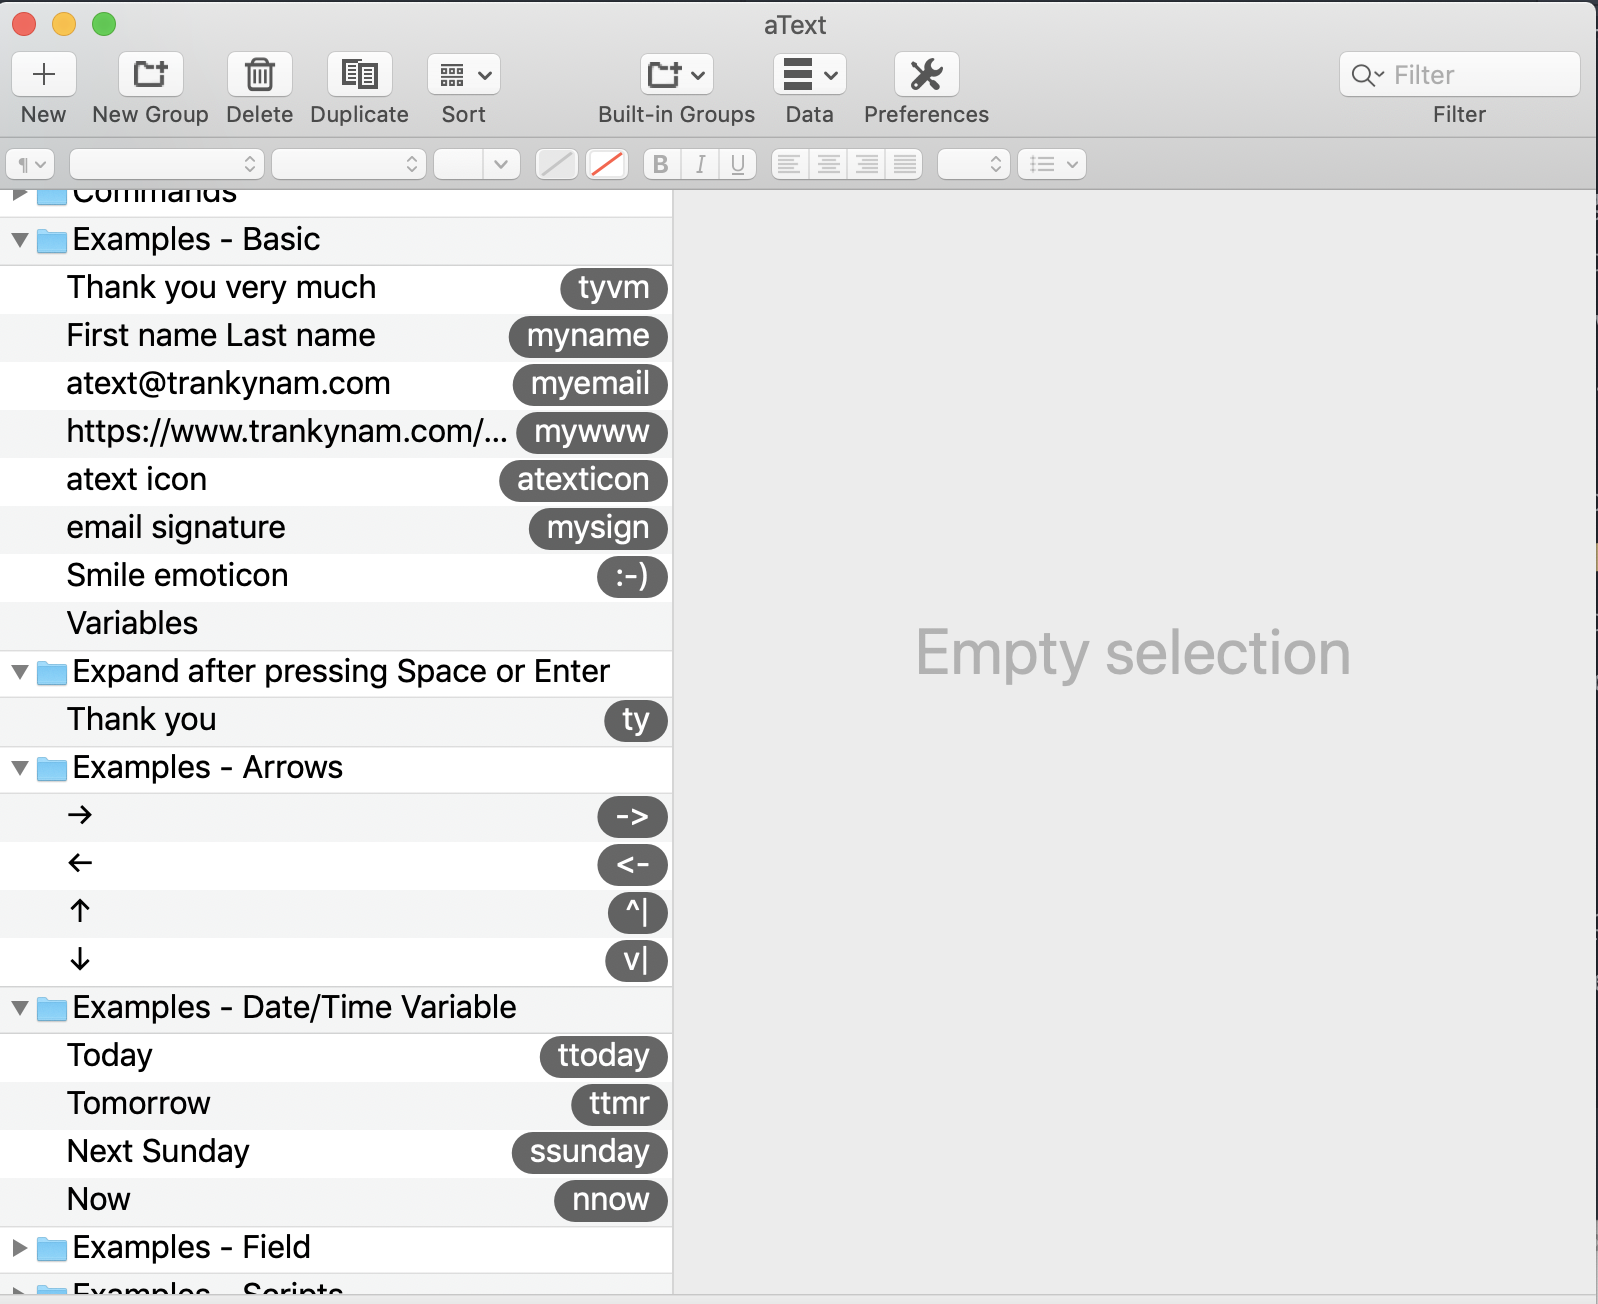 aText
New
New Group
Delete
Duplicate
Sort
Built-in Groups
Data
Preferences
Filter
Filter
B I U
Commands
Examples - Basic
Thank you very much tyvm
First name Last name myname
atext@trankynam.com myemail
https://www.trankynam.com/... mywww
atext icon atexticon
email signature mysign
Smile emoticon :-)
Variables
Expand after pressing Space or Enter
Thank you ty
Examples - Arrows
→ ->
← <-
↑ ^|
↓ v|
Examples - Date/Time Variable
Today ttoday
Tomorrow ttmr
Next Sunday ssunday
Now nnow
Examples - Field
Examples - Scripts
Empty selection